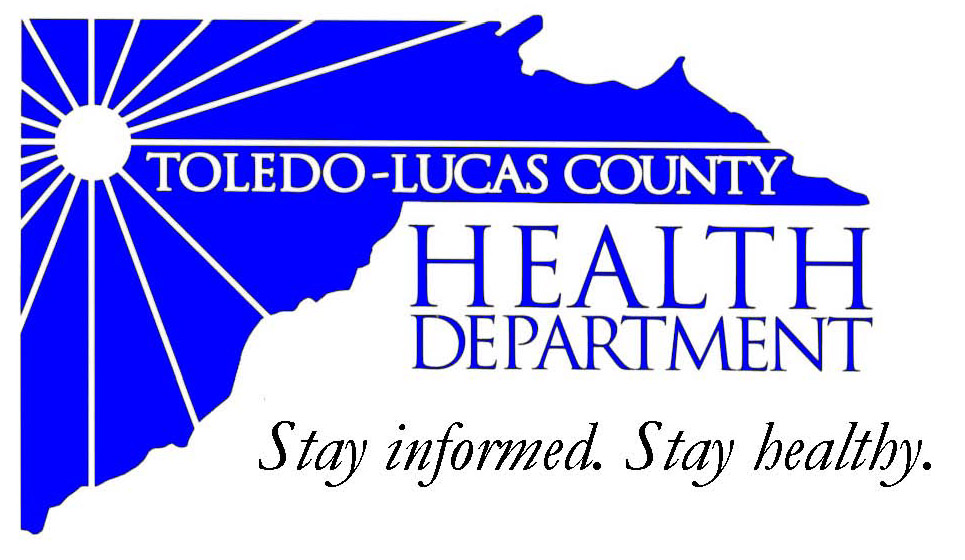 TOLEDO-LUCAS COUNTY
HEALTH
DEPARTMENT
Stay informed. Stay healthy.